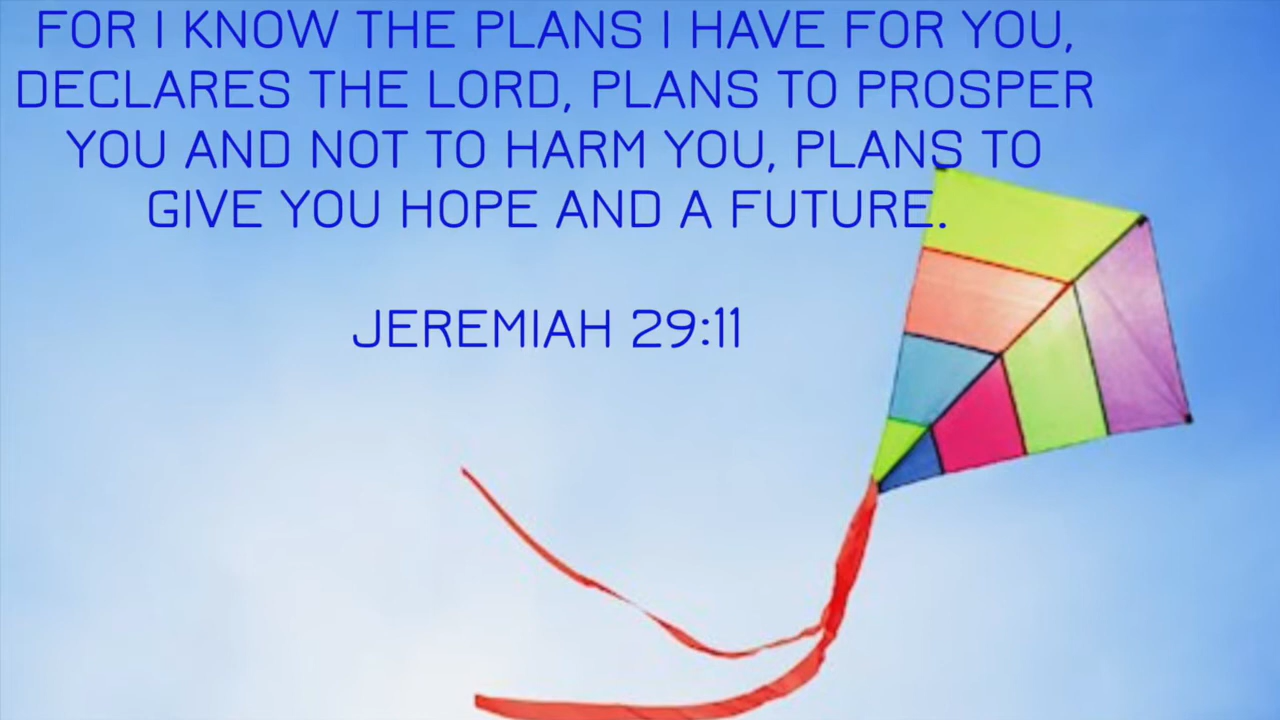 FOR I KNOW THE PLANS I HAVE FOR YOU,
DECLARES THE LORD, PLANS TO PROSPER
YOU AND NOT TO HARM YOU, PLANS TO
GIVE YOU HOPE AND A FUTURE.
JEREMIAH 29:11